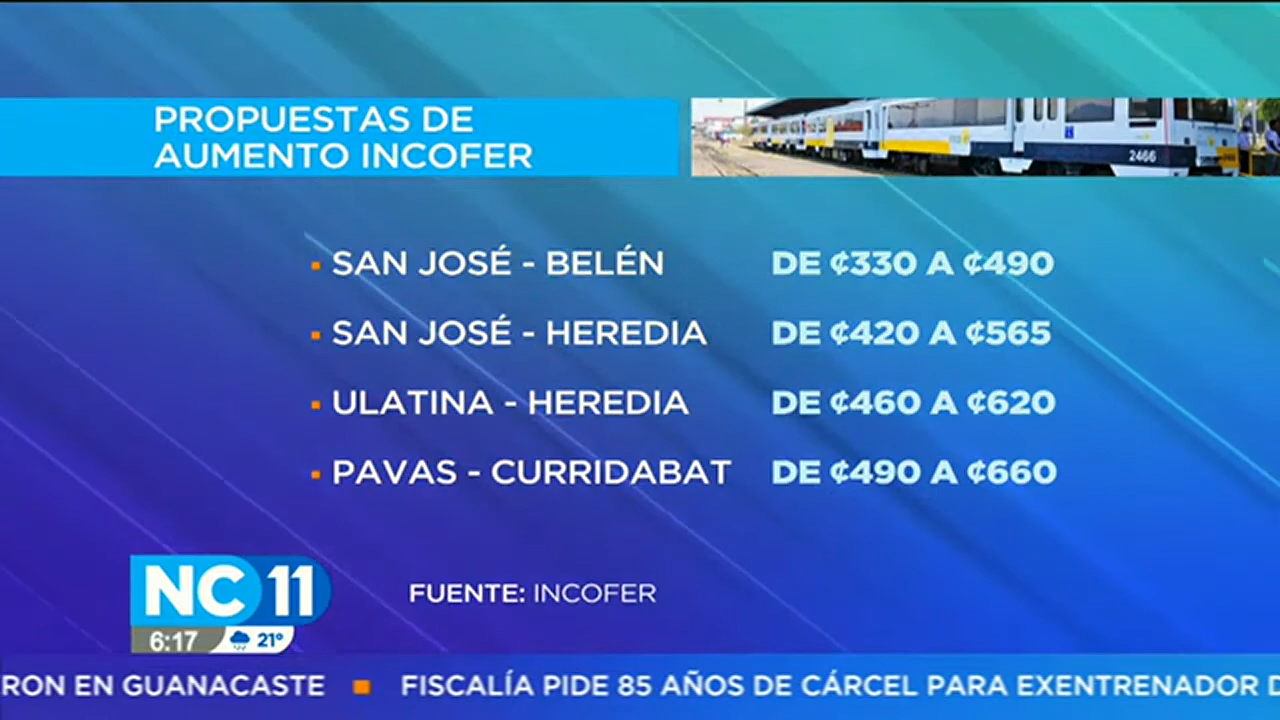 PROPUESTAS DE
AUMENTO INCOFER
2466
SAN JOSÉ - BELÉN DE ¢330 A ¢490
SAN JOSÉ - HEREDIA DE ¢420 A ¢565
ULATINA - HEREDIA DE ¢460 A ¢620
PAVAS - CURRIDABAT DE ¢490 A ¢660
NC 11
FUENTE: INCOFER
6:17 21°
RON EN GUANACASTE ▪ FISCALÍA PIDE 85 AÑOS DE CÁRCEL PARA EXENTRENADOR D